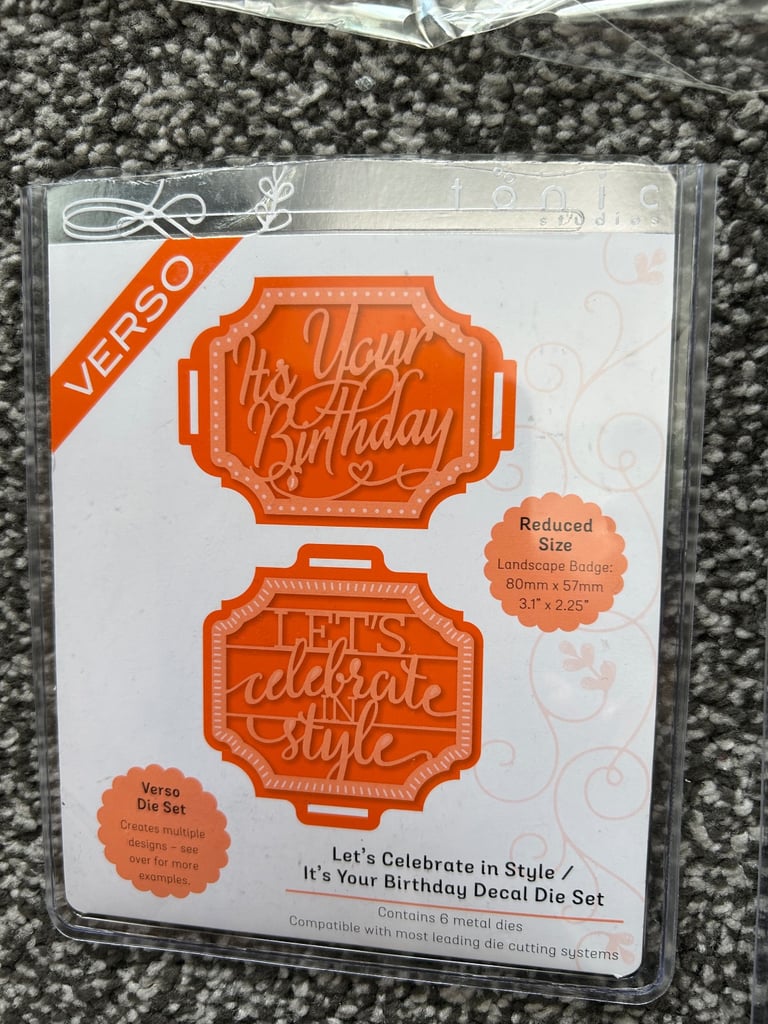 tonic
studios
VERSO
It's Your
Birthday
Reduced
Size
Landscape Badge:
80mm x 57mm
3.1" x 2.25"
LET'S
celebrate
IN
style
Verso
Die Set
Creates multiple
designs – see
over for more
examples.
Let's Celebrate in Style /
It's Your Birthday Decal Die Set
Contains 6 metal dies
Compatible with most leading die cutting systems